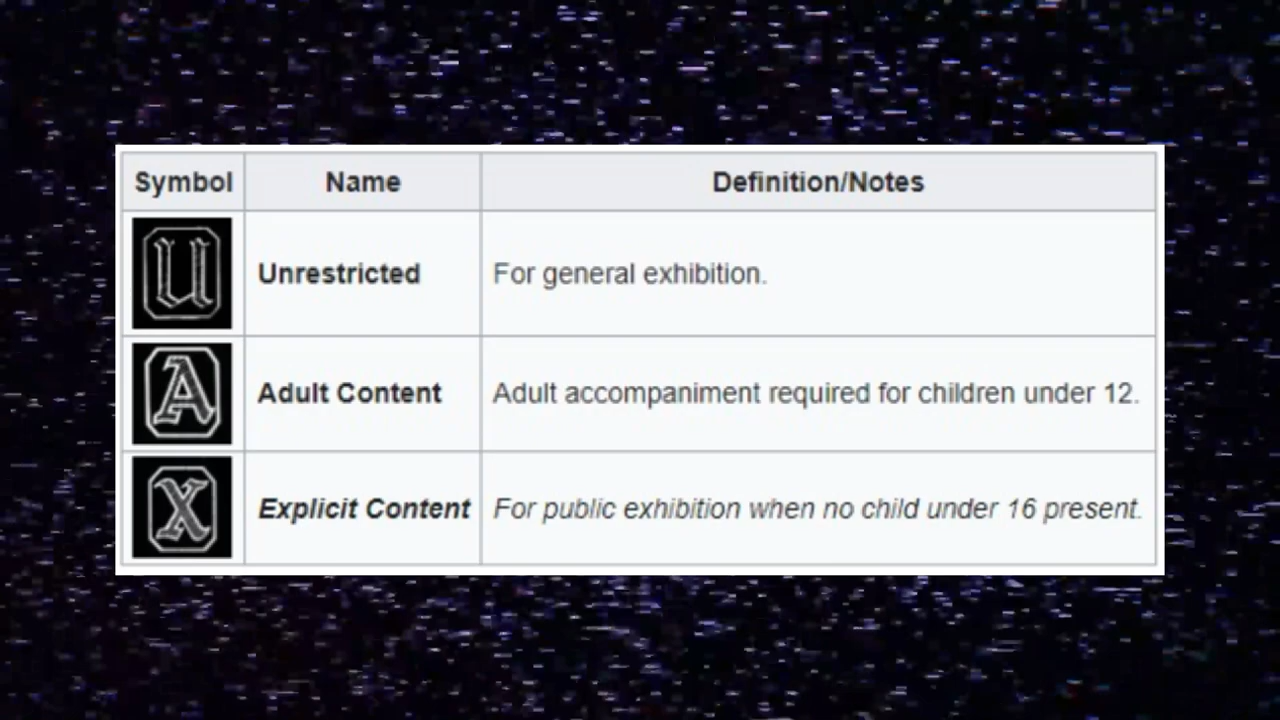 Symbol Name Definition/Notes
U Unrestricted For general exhibition.
A Adult Content Adult accompaniment required for children under 12.
X Explicit Content For public exhibition when no child under 16 present.